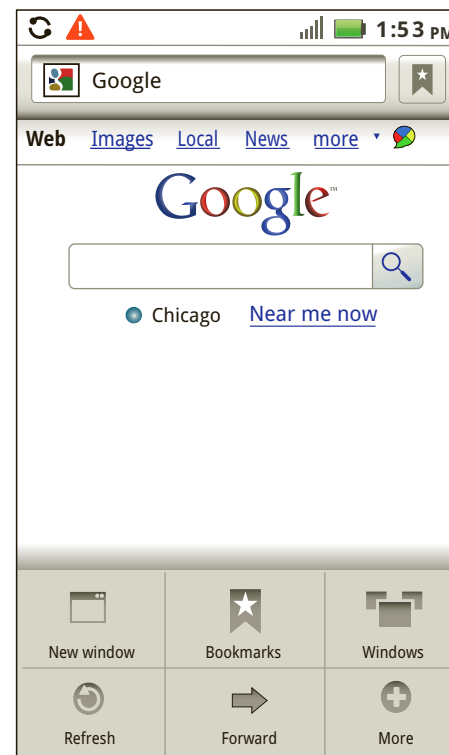 1:53 PM
Google
Web Images Local News more
Google™
Chicago Near me now
New window Bookmarks Windows
Refresh Forward More